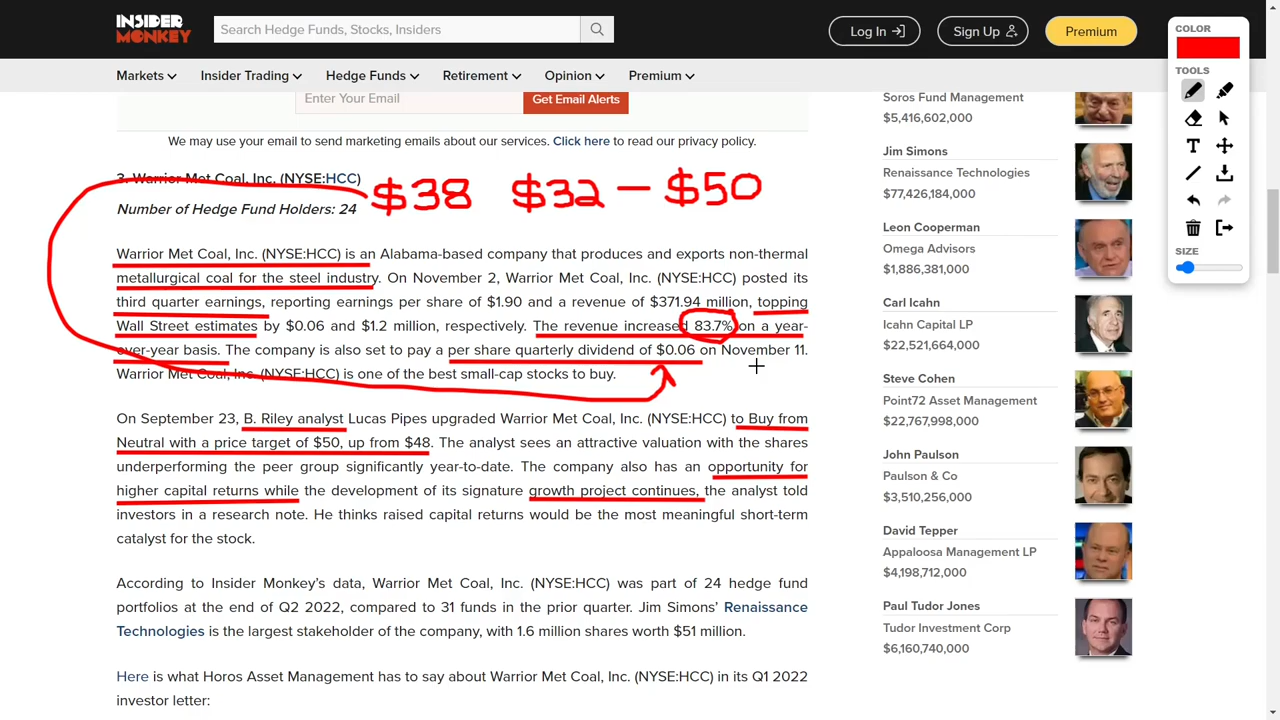 INSIDER
MONKEY
Search Hedge Funds, Stocks, Insiders
Log In
Sign Up
Premium
Markets
Insider Trading
Hedge Funds
Retirement
Opinion
Premium
Enter Your Email
Get Email Alerts
We may use your email to send marketing emails about our services. Click here to read our privacy policy.
3. Warrior Met Coal, Inc. (NYSE:HCC)
$38 $32 – $50
Number of Hedge Fund Holders: 24
Warrior Met Coal, Inc. (NYSE:HCC) is an Alabama-based company that produces and exports non-thermal
metallurgical coal for the steel industry. On November 2, Warrior Met Coal, Inc. (NYSE:HCC) posted its
third quarter earnings, reporting earnings per share of $1.90 and a revenue of $371.94 million, topping
Wall Street estimates by $0.06 and $1.2 million, respectively. The revenue increased 83.7% on a year-
over-year basis. The company is also set to pay a per share quarterly dividend of $0.06 on November 11.
Warrior Met Coal, Inc. (NYSE:HCC) is one of the best small-cap stocks to buy.
On September 23, B. Riley analyst Lucas Pipes upgraded Warrior Met Coal, Inc. (NYSE:HCC) to Buy from
Neutral with a price target of $50, up from $48. The analyst sees an attractive valuation with the shares
underperforming the peer group significantly year-to-date. The company also has an opportunity for
higher capital returns while the development of its signature growth project continues, the analyst told
investors in a research note. He thinks raised capital returns would be the most meaningful short-term
catalyst for the stock.
According to Insider Monkey's data, Warrior Met Coal, Inc. (NYSE:HCC) was part of 24 hedge fund
portfolios at the end of Q2 2022, compared to 31 funds in the prior quarter. Jim Simons' Renaissance
Technologies is the largest stakeholder of the company, with 1.6 million shares worth $51 million.
Here is what Horos Asset Management has to say about Warrior Met Coal, Inc. (NYSE:HCC) in its Q1 2022
investor letter:
Soros Fund Management
$5,416,602,000
Jim Simons
Renaissance Technologies
$77,426,184,000
Leon Cooperman
Omega Advisors
$1,886,381,000
Carl Icahn
Icahn Capital LP
$22,521,664,000
Steve Cohen
Point72 Asset Management
$22,767,998,000
John Paulson
Paulson & Co
$3,510,256,000
David Tepper
Appaloosa Management LP
$4,198,712,000
Paul Tudor Jones
Tudor Investment Corp
$6,160,740,000
COLOR
TOOLS
T
SIZE